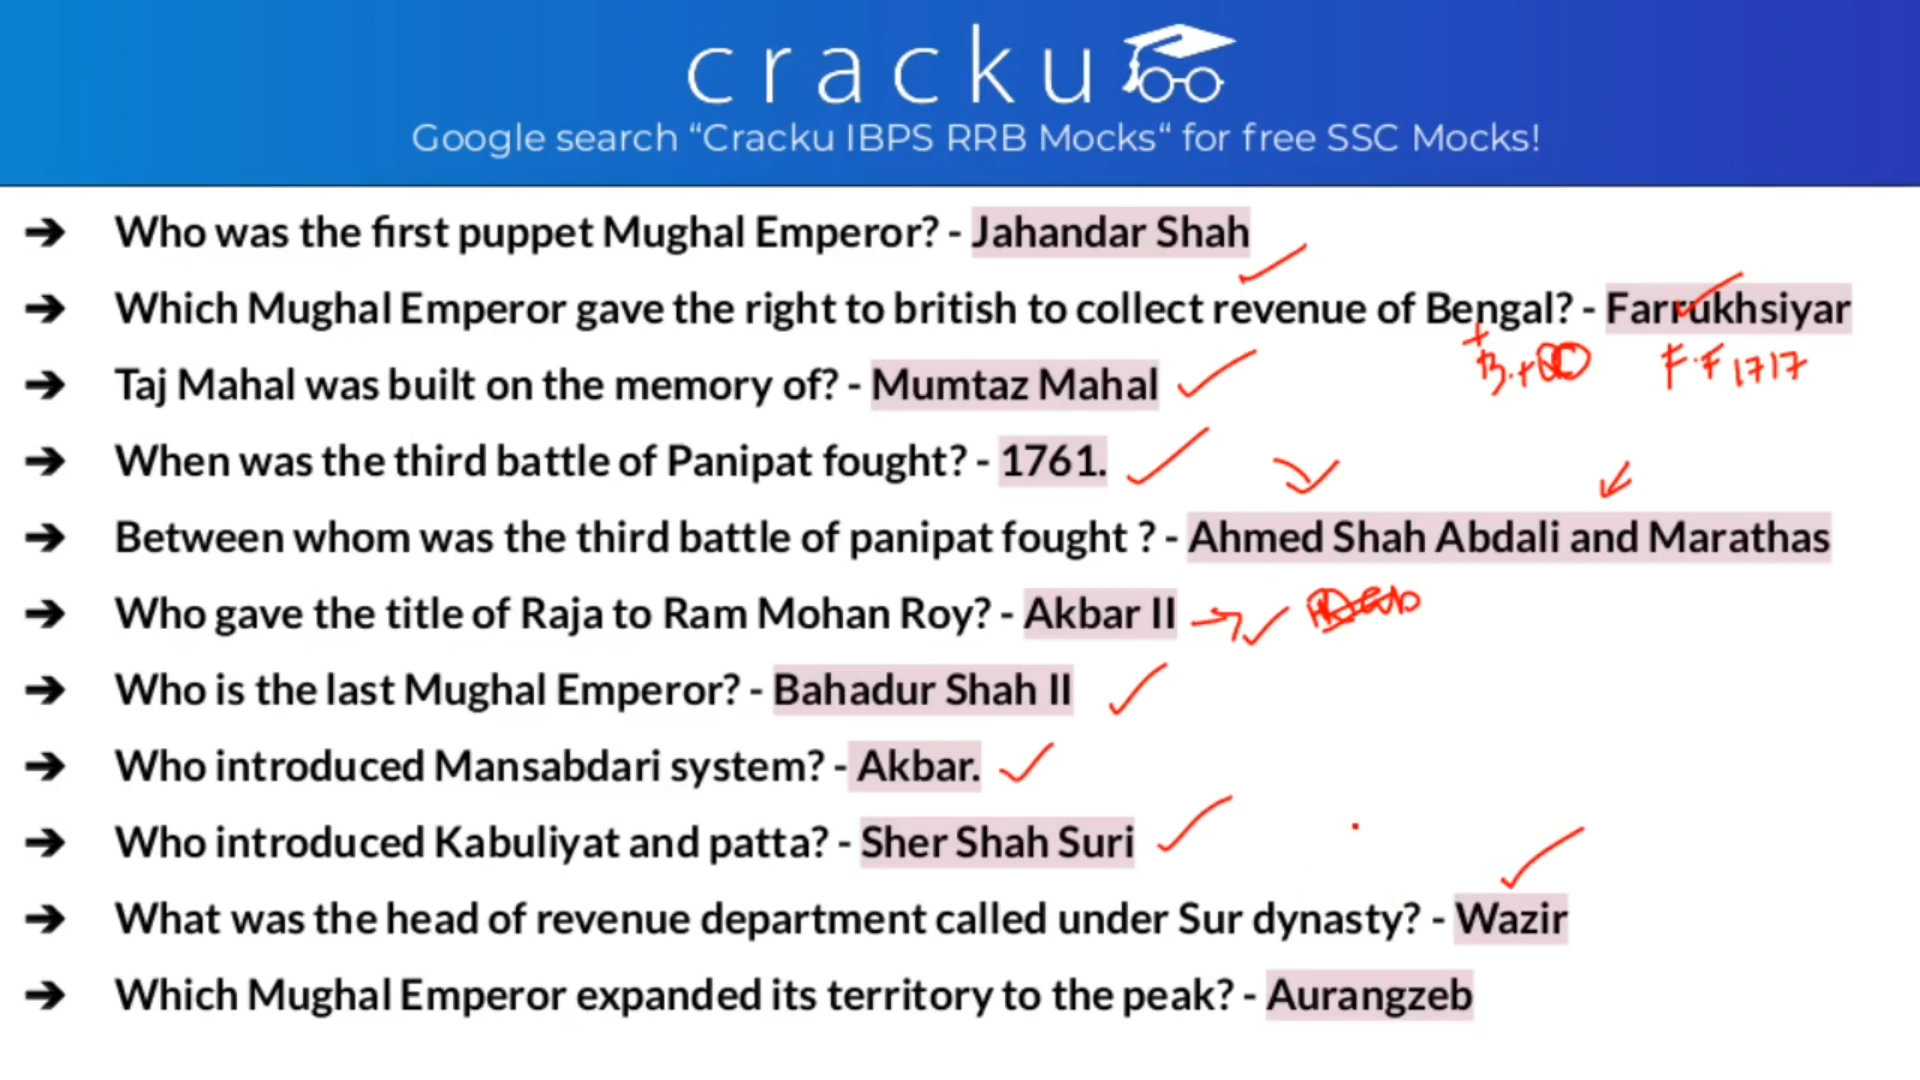 cracku
Google search “Cracku IBPS RRB Mocks“ for free SSC Mocks!
➔ Who was the first puppet Mughal Emperor? - Jahandar Shah
➔ Which Mughal Emperor gave the right to british to collect revenue of Bengal? - Farrukhsiyar
F.F 1717
➔ Taj Mahal was built on the memory of? - Mumtaz Mahal
➔ When was the third battle of Panipat fought? - 1761.
➔ Between whom was the third battle of panipat fought ? - Ahmed Shah Abdali and Marathas
➔ Who gave the title of Raja to Ram Mohan Roy? - Akbar II
➔ Who is the last Mughal Emperor? - Bahadur Shah II
➔ Who introduced Mansabdari system? - Akbar.
➔ Who introduced Kabuliyat and patta? - Sher Shah Suri
➔ What was the head of revenue department called under Sur dynasty? - Wazir
➔ Which Mughal Emperor expanded its territory to the peak? - Aurangzeb